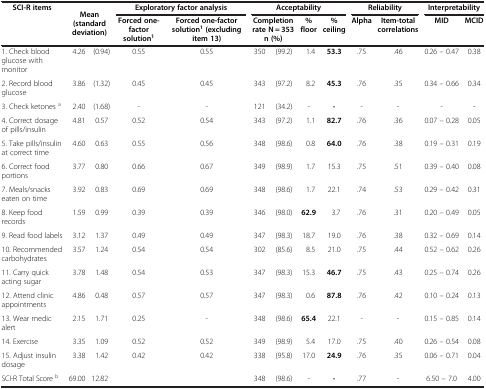 SCI-R items Mean (standard deviation) Exploratory factor analysis Acceptability Reliability Interpretability
Forced one-factor solution¹ Forced one-factor solution¹ (excluding item 13) Completion rate N = 353 n (%) % floor % ceiling Alpha Item-total correlations MID MCID
1. Check blood glucose with monitor 4.26 (0.94) 0.55 0.55 350 (99.2) 1.4 53.3 .75 .46 0.26 – 0.47 0.38
2. Record blood glucose 3.86 (1.32) 0.45 0.45 343 (97.2) 8.2 45.3 .76 .35 0.34 – 0.66 0.34
3. Check ketones ᵃ 2.40 (1.68) - - 121 (34.2) - - - - - -
4. Correct dosage of pills/insulin 4.81 0.57 0.52 0.54 343 (97.2) 1.1 82.7 .76 .36 0.07 – 0.28 0.05
5. Take pills/insulin at correct time 4.60 0.63 0.55 0.56 348 (98.6) 0.8 64.0 .76 .38 0.19 – 0.31 0.19
6. Correct food portions 3.77 0.80 0.66 0.67 349 (98.9) 1.7 15.3 .75 .51 0.39 – 0.40 0.08
7. Meals/snacks eaten on time 3.92 0.83 0.69 0.69 348 (98.6) 1.7 22.1 .74 .53 0.29 – 0.42 0.31
8. Keep food records 1.59 0.99 0.39 0.39 346 (98.0) 62.9 3.7 .76 .31 0.20 – 0.49 0.05
9. Read food labels 3.12 1.37 0.49 0.49 347 (98.3) 18.7 19.0 .76 .38 0.32 – 0.69 0.14
10. Recommended carbohydrates 3.57 1.24 0.54 0.54 302 (85.6) 8.5 21.0 .75 .44 0.52 – 0.62 0.26
11. Carry quick acting sugar 3.78 1.48 0.54 0.53 347 (98.3) 15.3 46.7 .75 .43 0.25 – 0.74 0.26
12. Attend clinic appointments 4.86 0.48 0.57 0.57 347 (98.3) 0.6 87.8 .76 .42 0.10 – 0.24 0.13
13. Wear medic alert 2.15 1.71 0.25 - 348 (98.6) 65.4 22.1 - - 0.15 – 0.85 0.14
14. Exercise 3.35 1.09 0.52 0.52 349 (98.9) 5.4 17.0 .75 .40 0.26 – 0.54 0.08
15. Adjust insulin dosage 3.38 1.42 0.42 0.42 338 (95.8) 17.0 24.9 .76 .35 0.06 – 0.71 0.04
SCI-R Total Score ᵇ 69.00 12.82 348 (98.6) - - .77 - 6.50 – 7.0 4.00